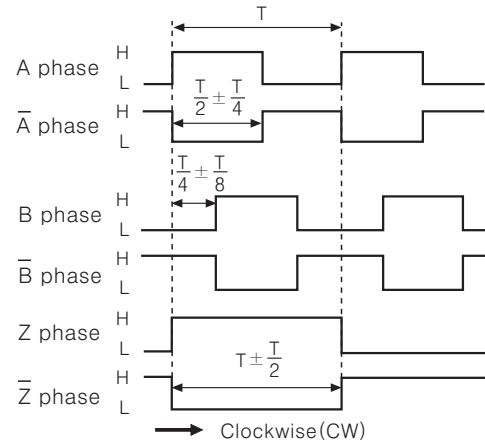 T
H
A phase
L
H
A̅ phase
L
T/2 ± T/4
T/4 ± T/8
H
B phase
L
H
B̅ phase
L
H
Z phase
L
H
Z̅ phase
L
T ± T/2
Clockwise(CW)